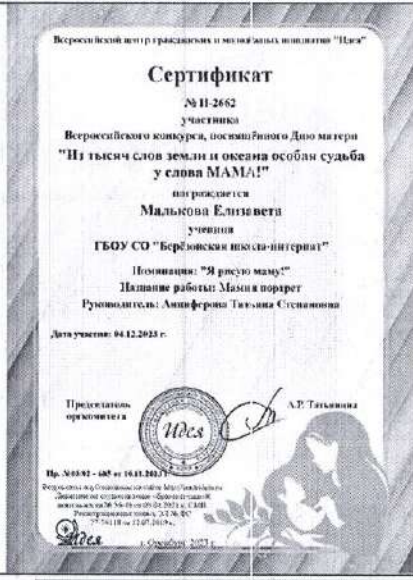 Всероссийский центр гражданских и молодёжных инициатив "Идея"
Сертификат
№ И-2662
участника
Всероссийского конкурса, посвящённого Дню матери
"Из тысяч слов земли и океана особая судьба
у слова МАМА!"
награждается
Малькова Елизавета
ученица
ГБОУ СО "Берёзовская школа-интернат"
Номинация: "Я рисую маму!"
Название работы: Мамин портрет
Руководитель: Анциферова Татьяна Степановна
Дата участия: 04.12.2023 г.
Председатель
оргкомитета
Идея
А.Р. Татьянина
Идея
г. Оренбург 2023 г.